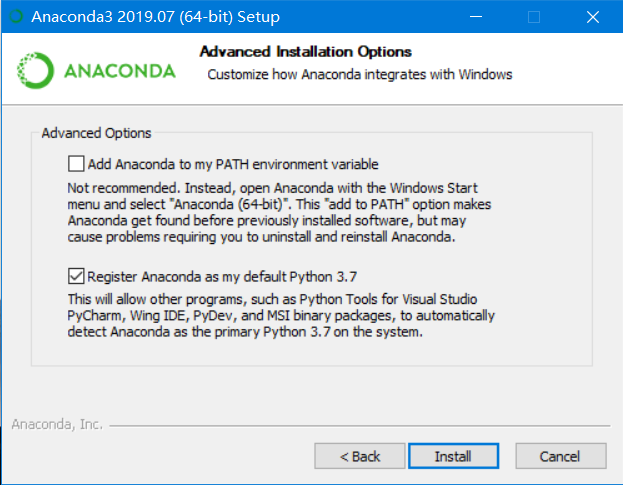 Anaconda3 2019.07 (64-bit) Setup
Advanced Installation Options
Customize how Anaconda integrates with Windows
ANACONDA
Advanced Options
Add Anaconda to my PATH environment variable
Not recommended. Instead, open Anaconda with the Windows Start
menu and select "Anaconda (64-bit)". This "add to PATH" option makes
Anaconda get found before previously installed software, but may
cause problems requiring you to uninstall and reinstall Anaconda.
Register Anaconda as my default Python 3.7
This will allow other programs, such as Python Tools for Visual Studio
PyCharm, Wing IDE, PyDev, and MSI binary packages, to automatically
detect Anaconda as the primary Python 3.7 on the system.
Anaconda, Inc.
< Back
Install
Cancel